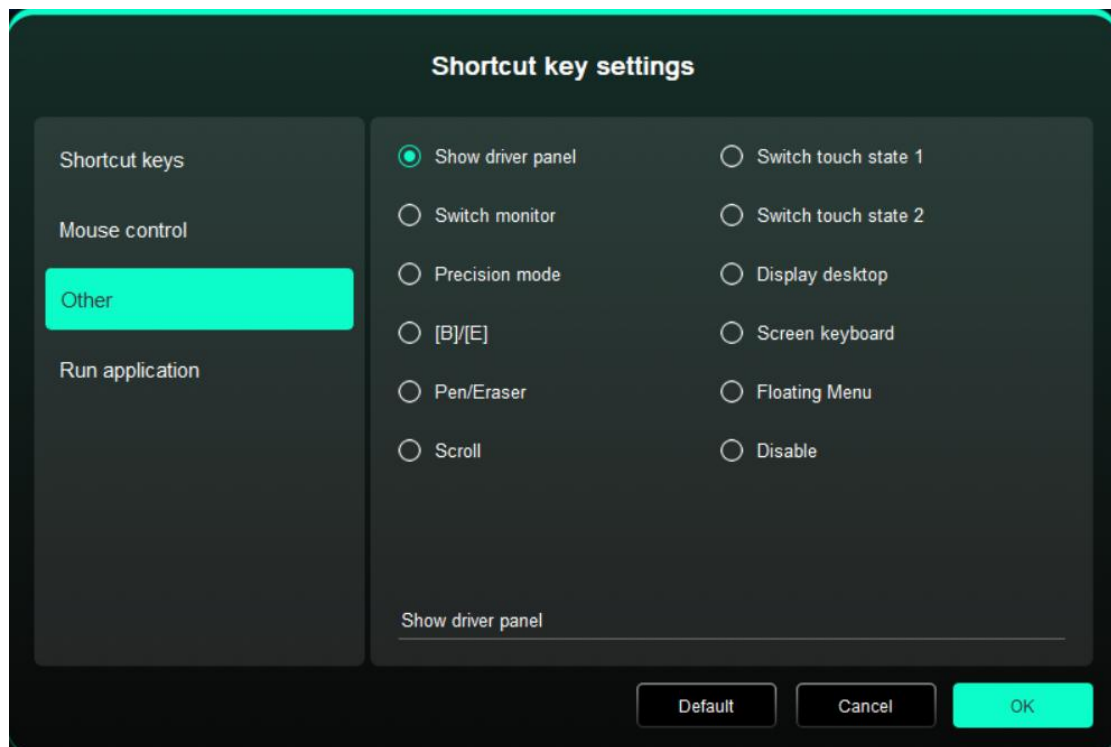 Shortcut key settings
Shortcut keys
Mouse control
Other
Run application
Show driver panel
Switch monitor
Precision mode
[B]/[E]
Pen/Eraser
Scroll
Switch touch state 1
Switch touch state 2
Display desktop
Screen keyboard
Floating Menu
Disable
Show driver panel
Default
Cancel
OK